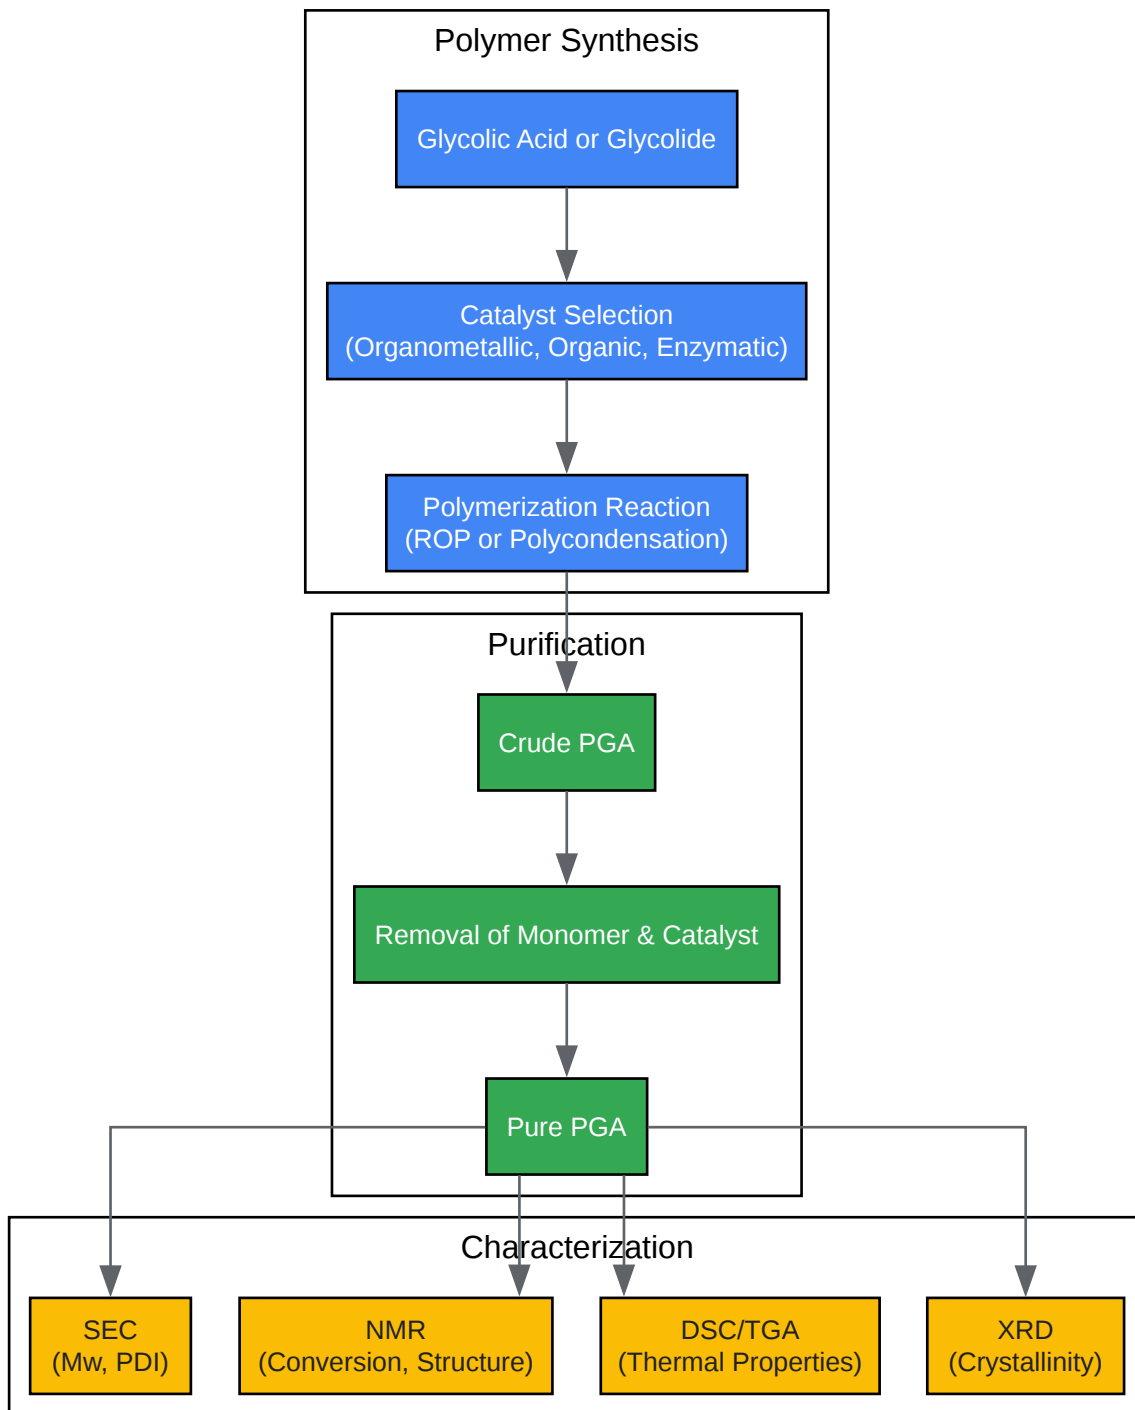 Polymer Synthesis
Glycolic Acid or Glycolide
Catalyst Selection
(Organometallic, Organic, Enzymatic)
Polymerization Reaction
(ROP or Polycondensation)
Purification
Crude PGA
Removal of Monomer & Catalyst
Pure PGA
Characterization
SEC
(Mw, PDI)
NMR
(Conversion, Structure)
DSC/TGA
(Thermal Properties)
XRD
(Crystallinity)